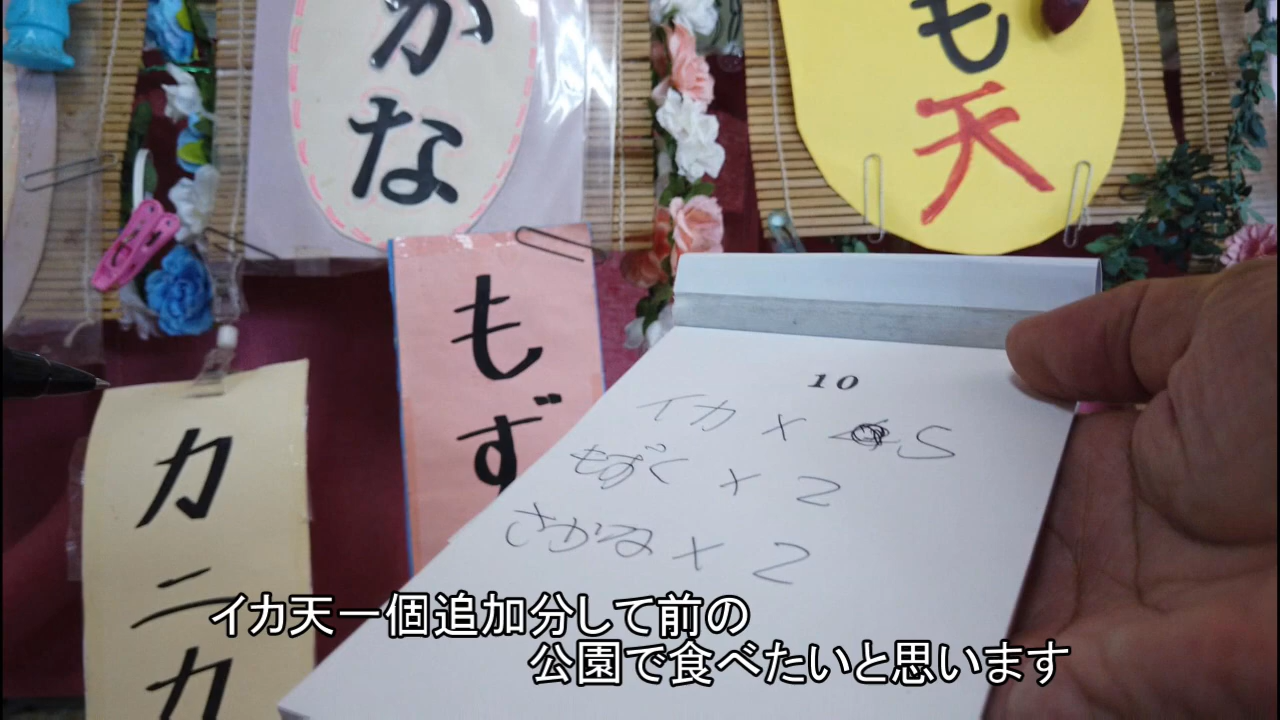 かな
も天
もず
カニカ
10
イカ × 5
もずく × 2
さかな × 2
イカ天一個追加分して前の
公園で食べたいと思います